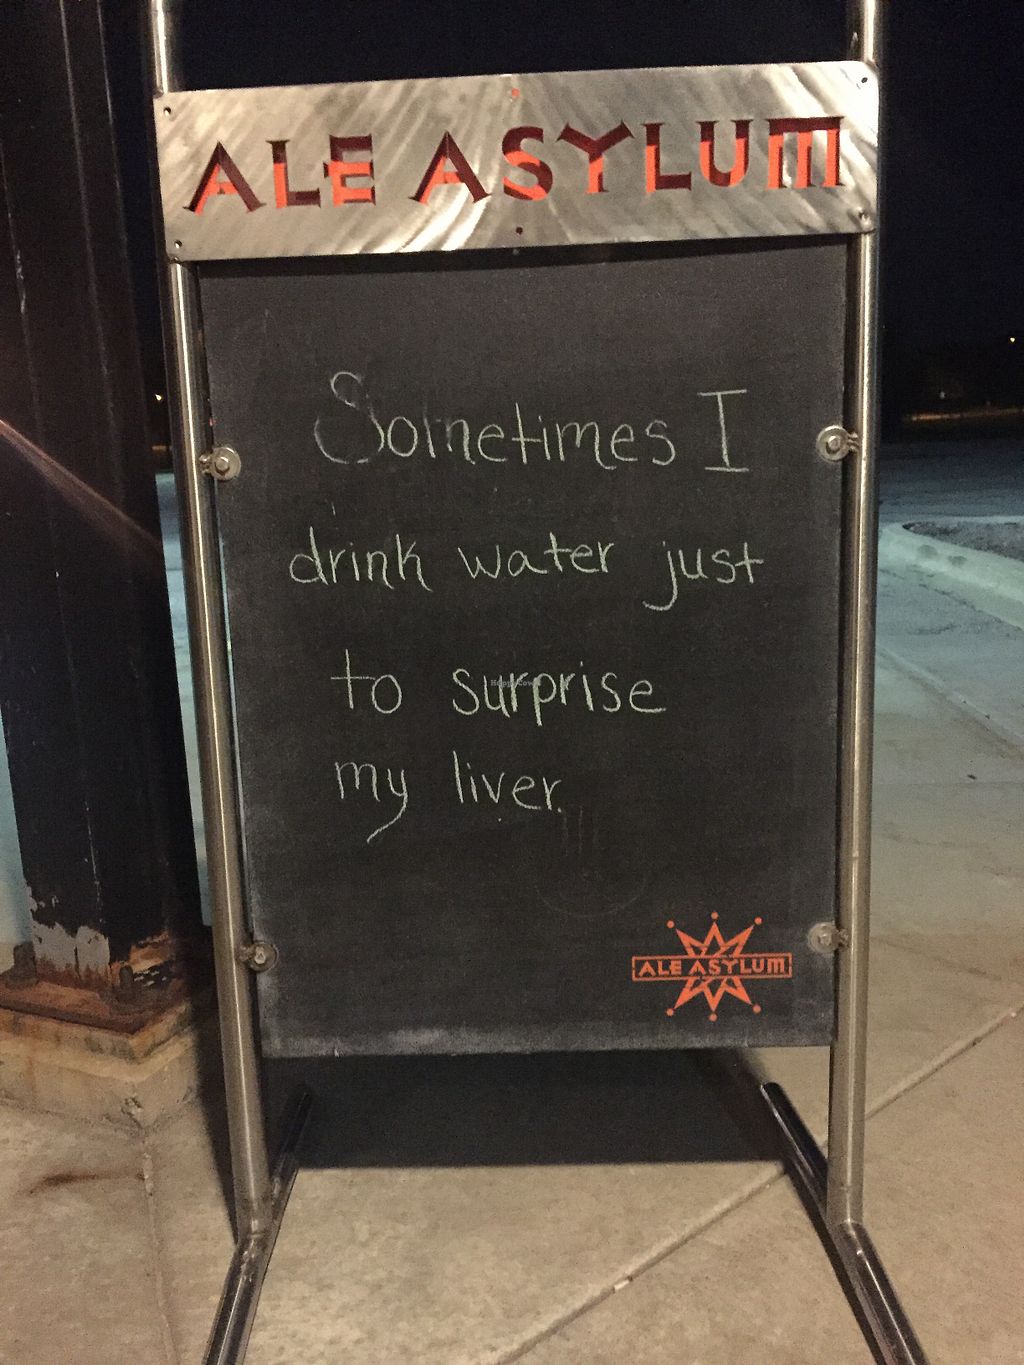 ALE ASYLUM
Sometimes I
drink water just
to surprise
my liver.
ALE ASYLUM